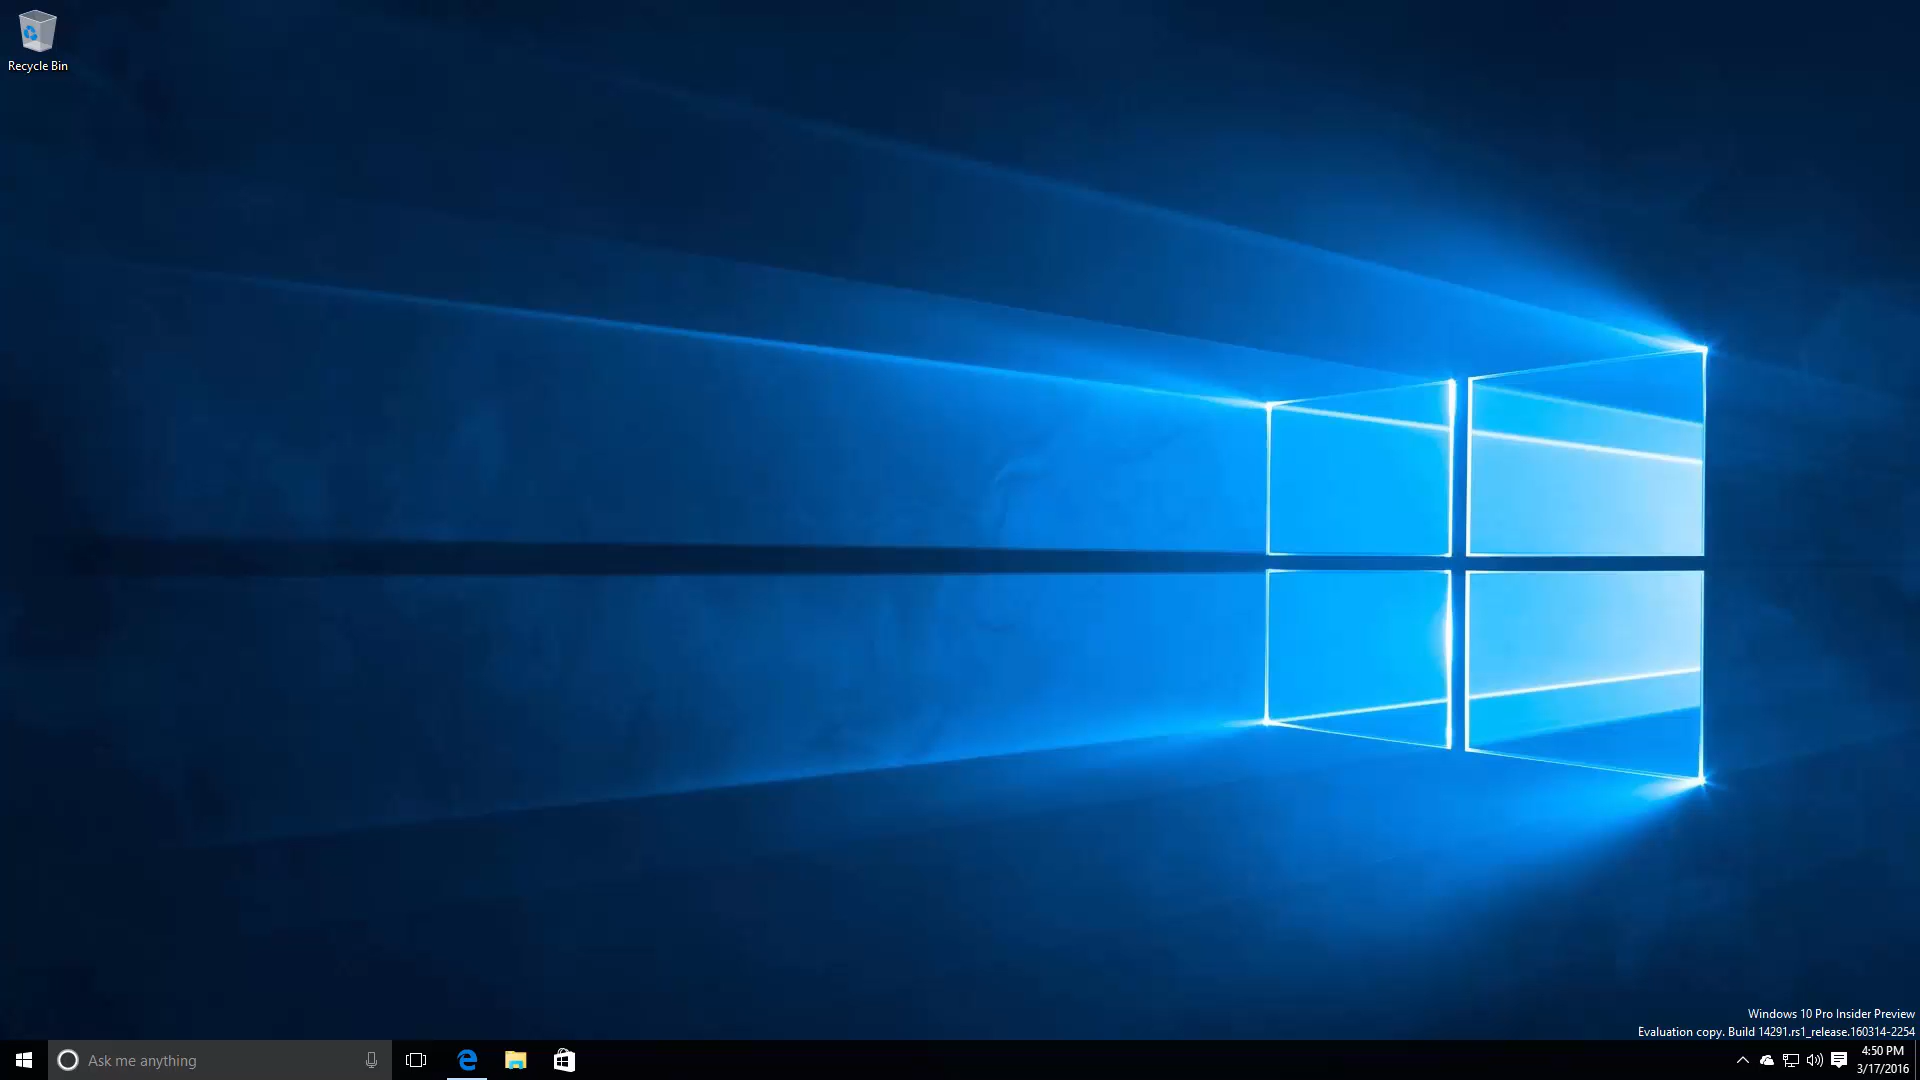 Recycle Bin
Windows 10 Pro Insider Preview
Evaluation copy. Build 14291.rs1_release.160314-2254
Ask me anything
4:50 PM
3/17/2016